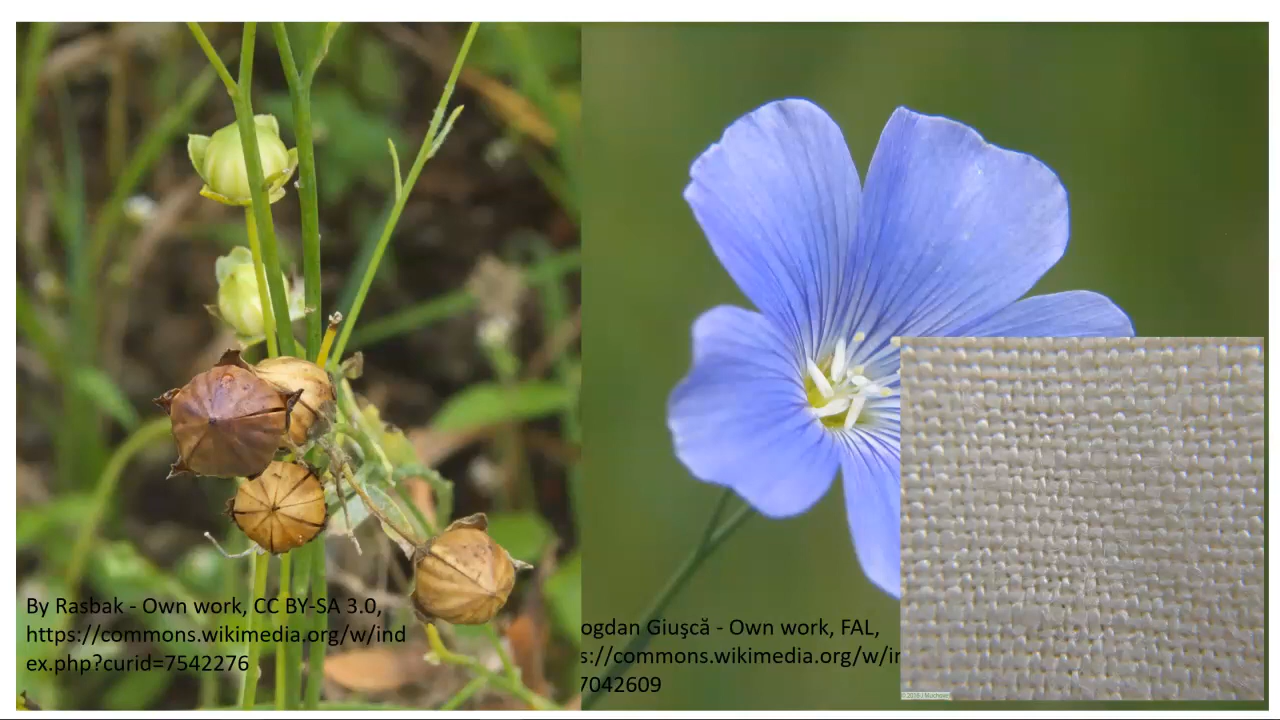 By Rasbak - Own work, CC BY-SA 3.0,
https://commons.wikimedia.org/w/ind
ex.php?curid=7542276
ogdan Giuşcă - Own work, FAL,
s://commons.wikimedia.org/w/ir
7042609